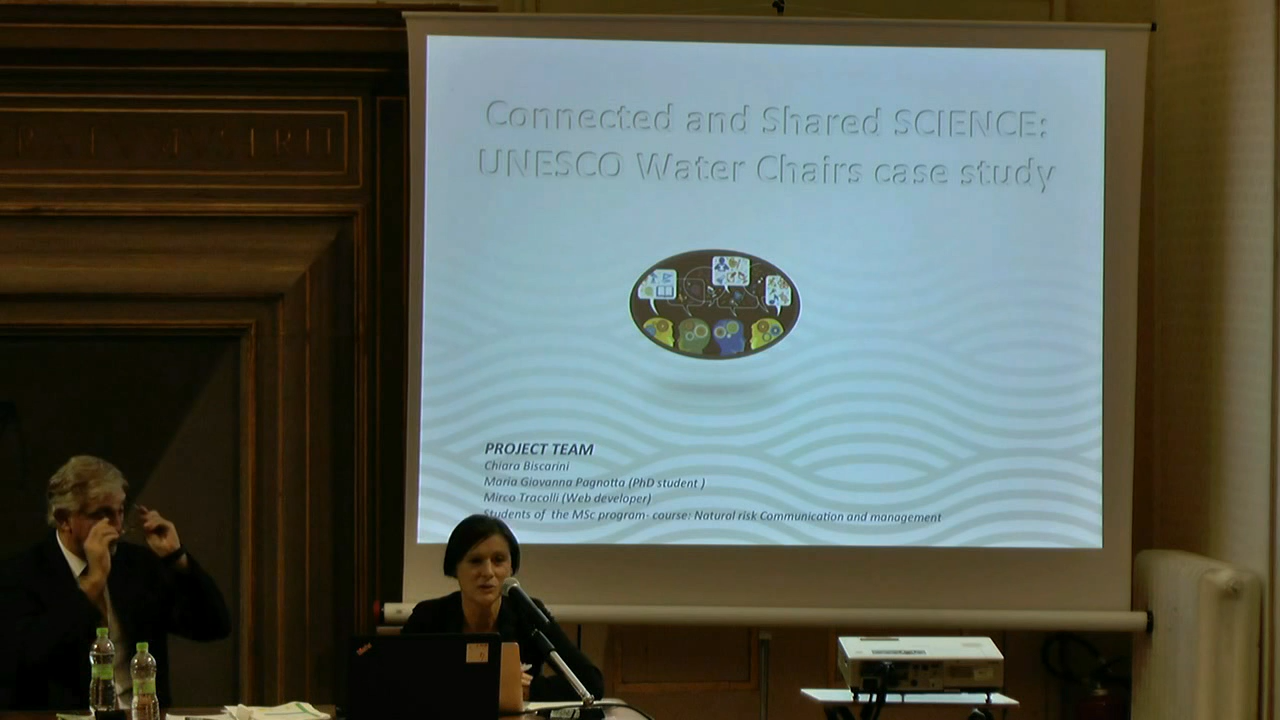 Connected and Shared SCIENCE:
UNESCO Water Chairs case study
PROJECT TEAM
Chiara Biscarini
Maria Giovanna Pagnotta (PhD student )
Mirco Tracolli (Web developer)
Students of the MSc program- course: Natural risk Communication and management